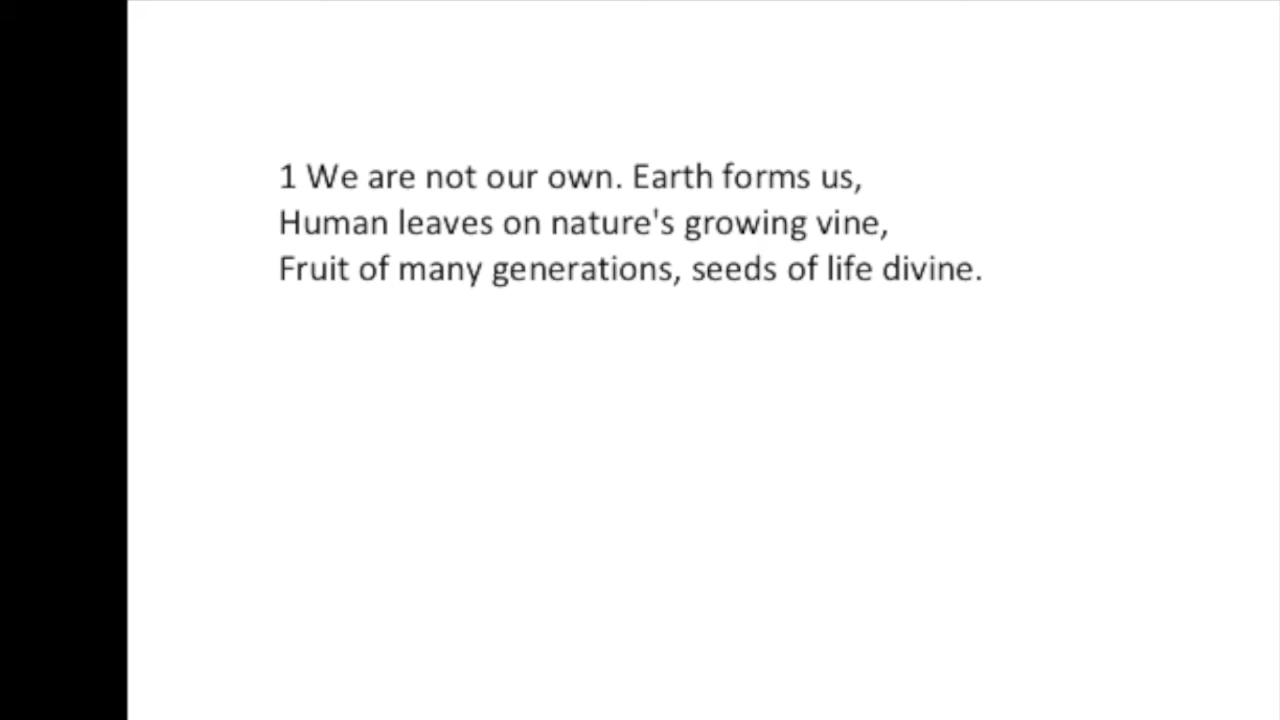 1 We are not our own. Earth forms us,
Human leaves on nature's growing vine,
Fruit of many generations, seeds of life divine.